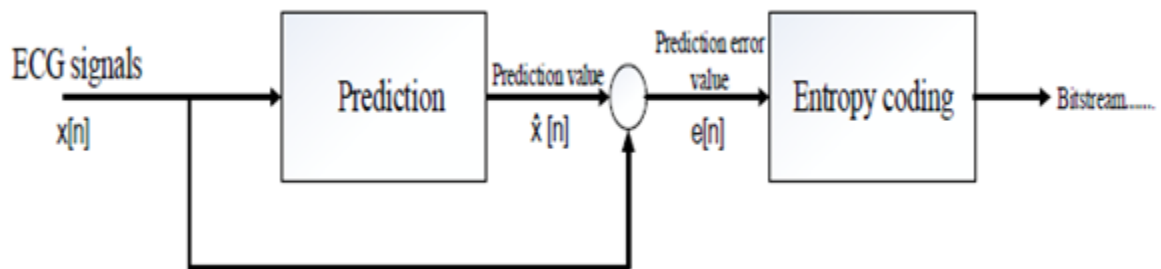 ECG signals
x[n]
Prediction
Prediction value
x̂ [n]
Prediction error
value
e[n]
Entropy coding
Bitstream......